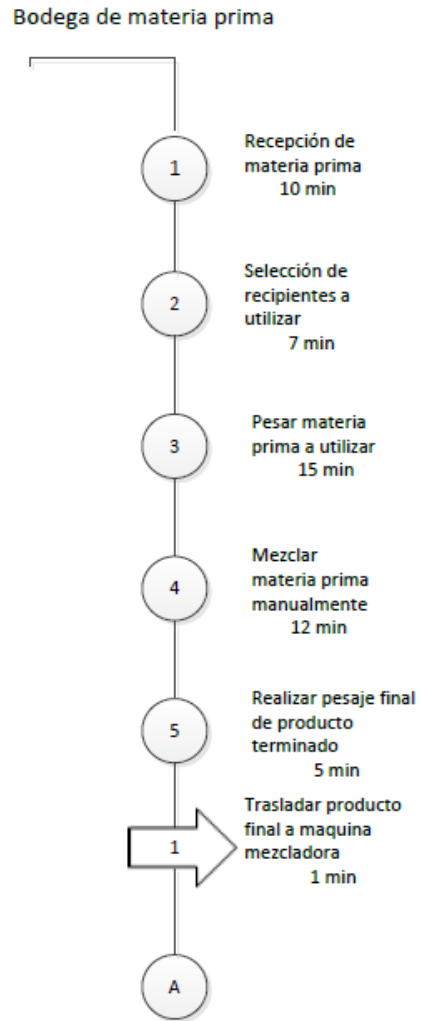 Bodega de materia prima
1
Recepción de
materia prima
10 min
2
Selección de
recipientes a
utilizar
7 min
3
Pesar materia
prima a utilizar
15 min
4
Mezclar
materia prima
manualmente
12 min
5
Realizar pesaje final
de producto
terminado
5 min
1
Trasladar producto
final a maquina
mezcladora
1 min
A